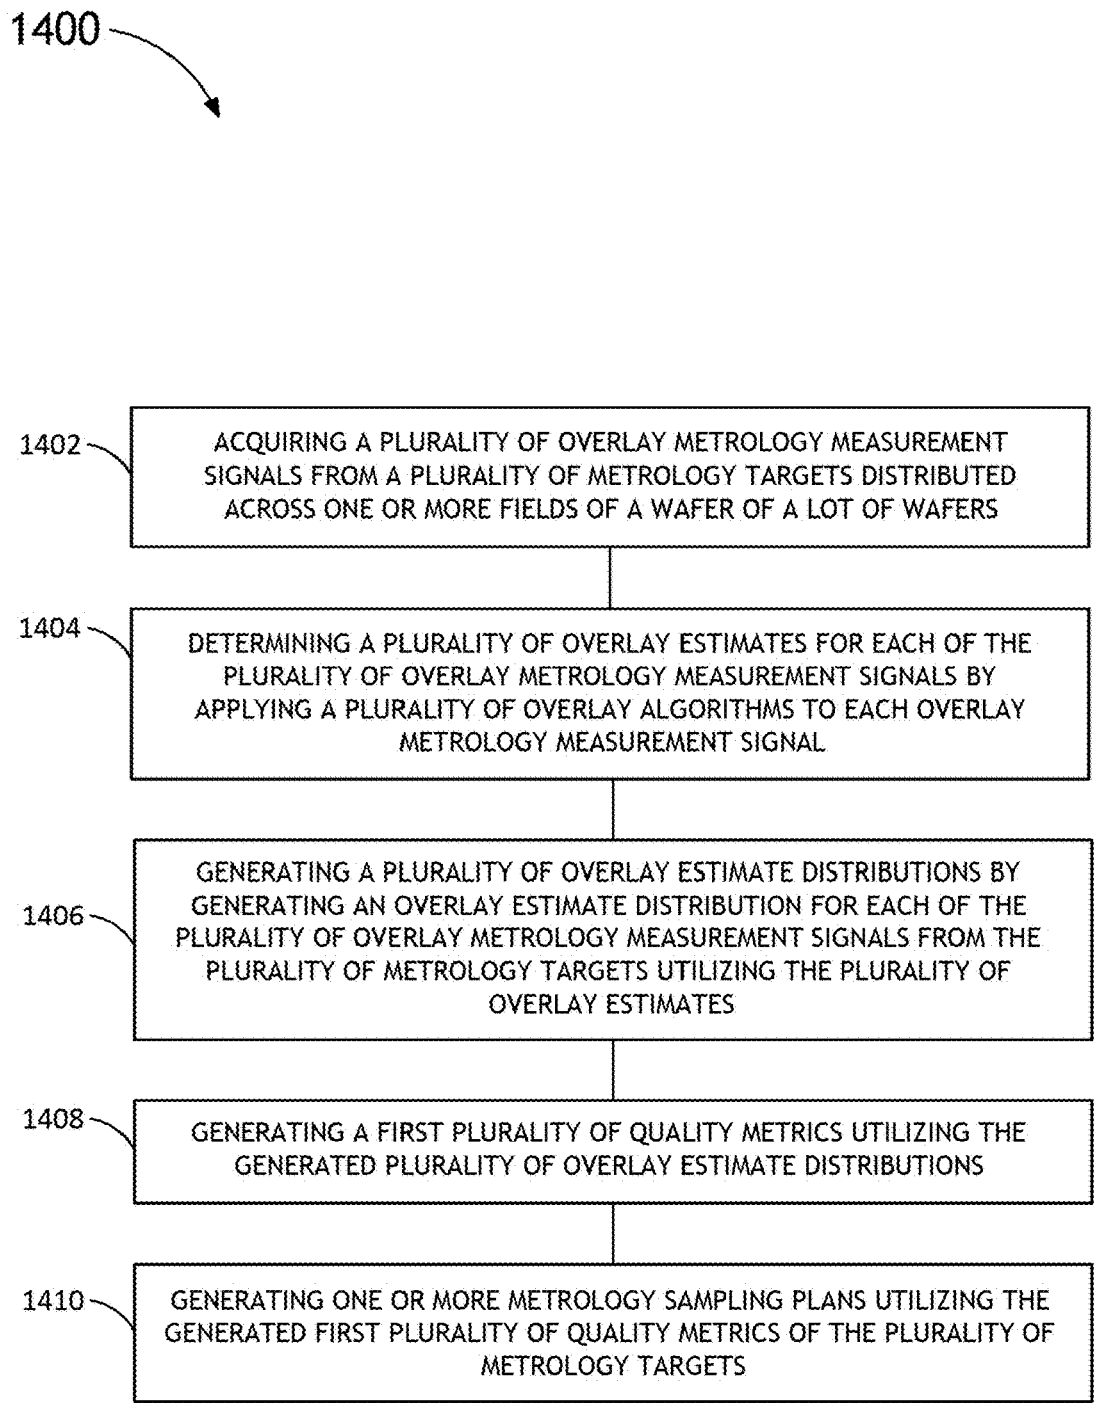 1400
1402
ACQUIRING A PLURALITY OF OVERLAY METROLOGY MEASUREMENT
SIGNALS FROM A PLURALITY OF METROLOGY TARGETS DISTRIBUTED
ACROSS ONE OR MORE FIELDS OF A WAFER OF A LOT OF WAFERS
1404
DETERMINING A PLURALITY OF OVERLAY ESTIMATES FOR EACH OF THE
PLURALITY OF OVERLAY METROLOGY MEASUREMENT SIGNALS BY
APPLYING A PLURALITY OF OVERLAY ALGORITHMS TO EACH OVERLAY
METROLOGY MEASUREMENT SIGNAL
1406
GENERATING A PLURALITY OF OVERLAY ESTIMATE DISTRIBUTIONS BY
GENERATING AN OVERLAY ESTIMATE DISTRIBUTION FOR EACH OF THE
PLURALITY OF OVERLAY METROLOGY MEASUREMENT SIGNALS FROM THE
PLURALITY OF METROLOGY TARGETS UTILIZING THE PLURALITY OF
OVERLAY ESTIMATES
1408
GENERATING A FIRST PLURALITY OF QUALITY METRICS UTILIZING THE
GENERATED PLURALITY OF OVERLAY ESTIMATE DISTRIBUTIONS
1410
GENERATING ONE OR MORE METROLOGY SAMPLING PLANS UTILIZING THE
GENERATED FIRST PLURALITY OF QUALITY METRICS OF THE PLURALITY OF
METROLOGY TARGETS